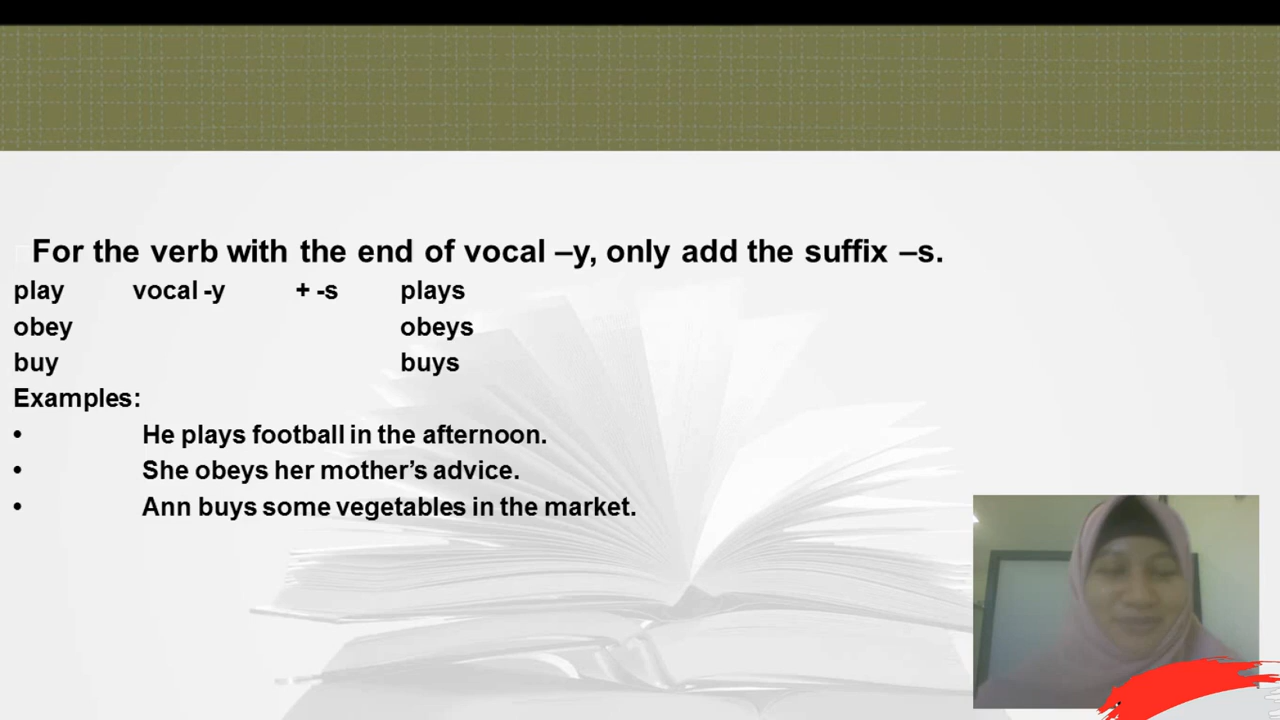 For the verb with the end of vocal –y, only add the suffix –s.
play vocal -y + -s plays
obey obeys
buy buys
Examples:
• He plays football in the afternoon.
• She obeys her mother’s advice.
• Ann buys some vegetables in the market.